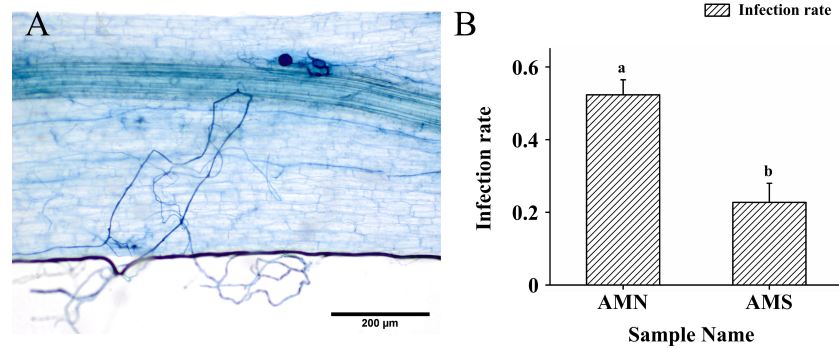 A
200 μm
B
Infection rate
Infection rate
0.6
0.4
0.2
0
a
b
AMN
AMS
Sample Name